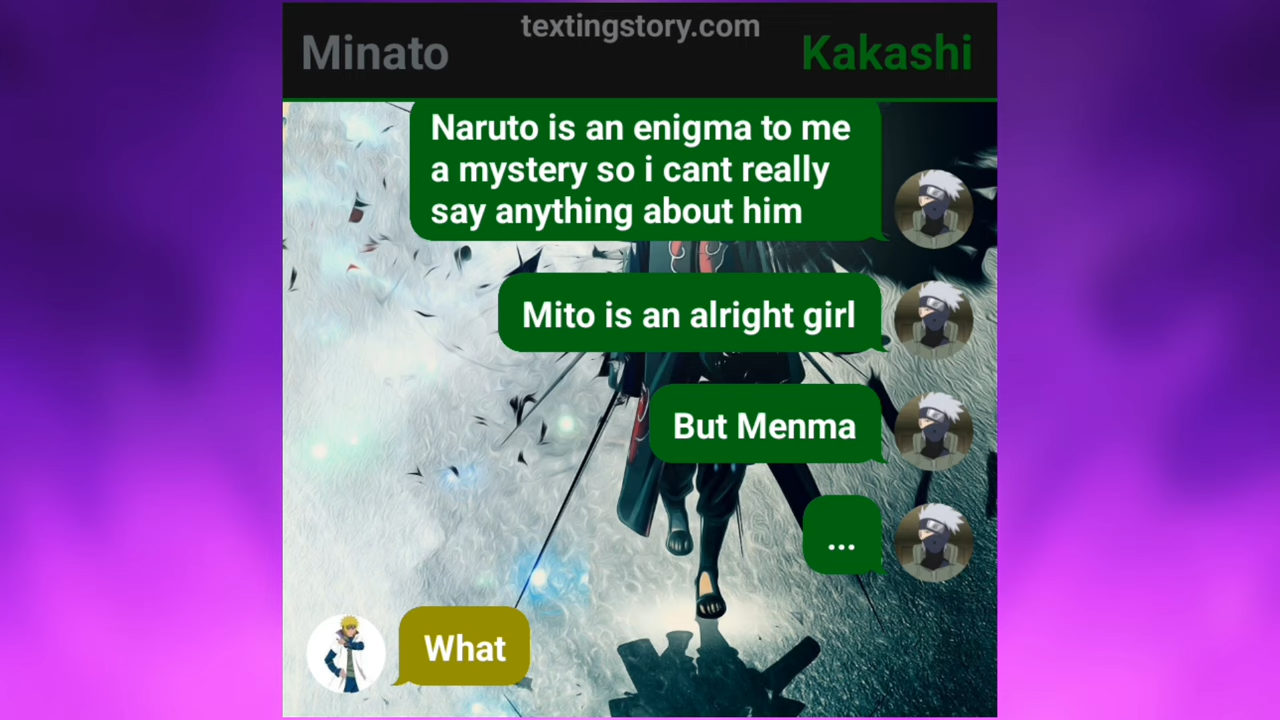 textingstory.com
Minato
Kakashi
Naruto is an enigma to me
a mystery so i cant really
say anything about him
Mito is an alright girl
But Menma
...
What